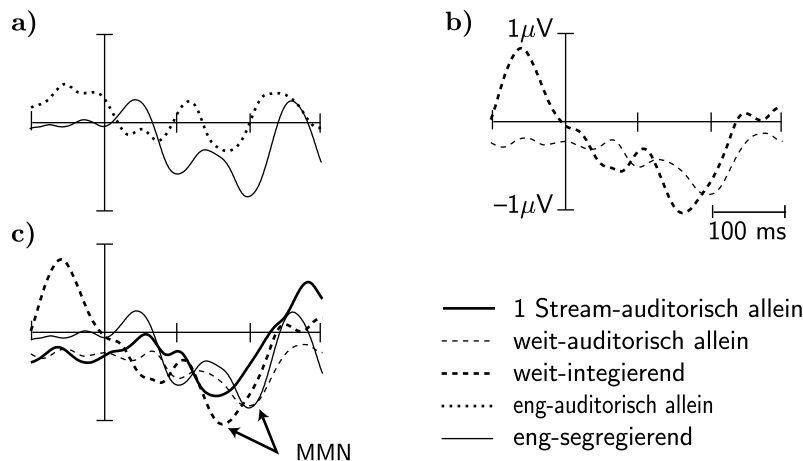 a)
b)
1μV
−1μV
100 ms
c)
MMN
1 Stream-auditorisch allein
weit-auditorisch allein
weit-integierend
eng-auditorisch allein
eng-segregierend